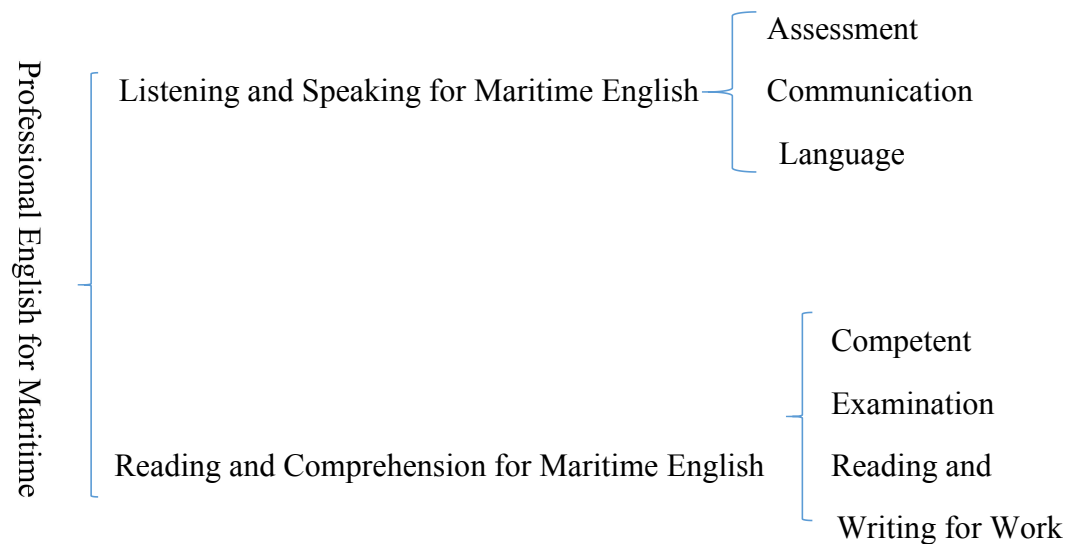 Professional English for Maritime
Listening and Speaking for Maritime English
Assessment
Communication
Language
Reading and Comprehension for Maritime English
Competent
Examination
Reading and
Writing for Work